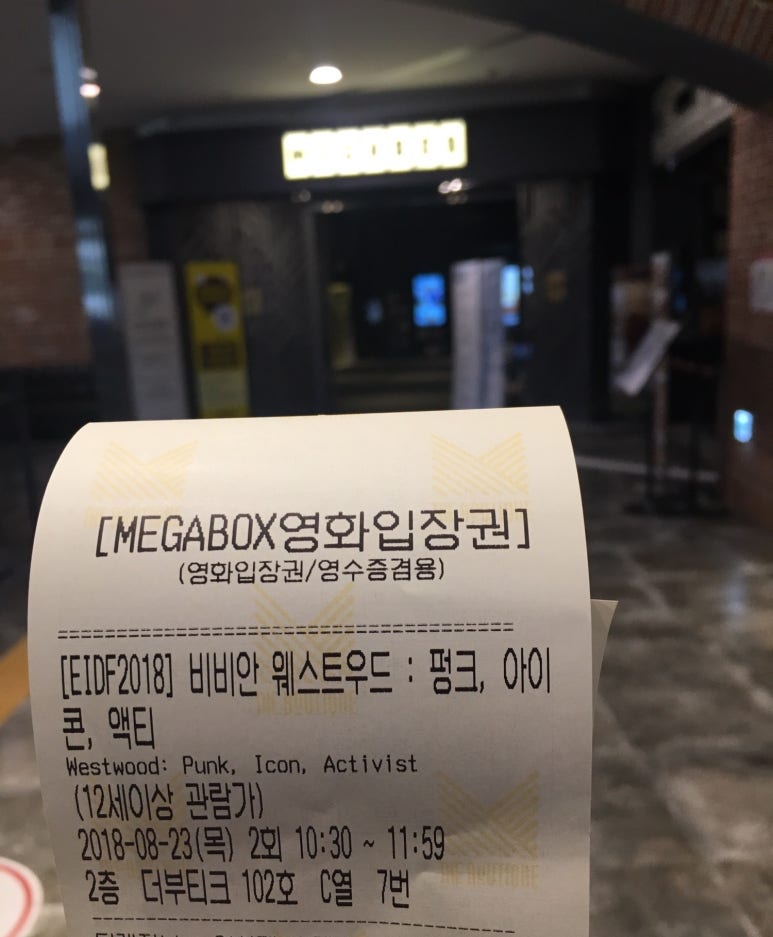 MEGABOX
[MEGABOX영화입장권]
(영화입장권/영수증겸용)
[EIDF2018] 비비안 웨스트우드 : 펑크, 아이
콘, 액티
Westwood: Punk, Icon, Activist
(12세이상 관람가)
2018-08-23(목) 2회 10:30 ~ 11:59
2층 더부티크 102호 C열 7번